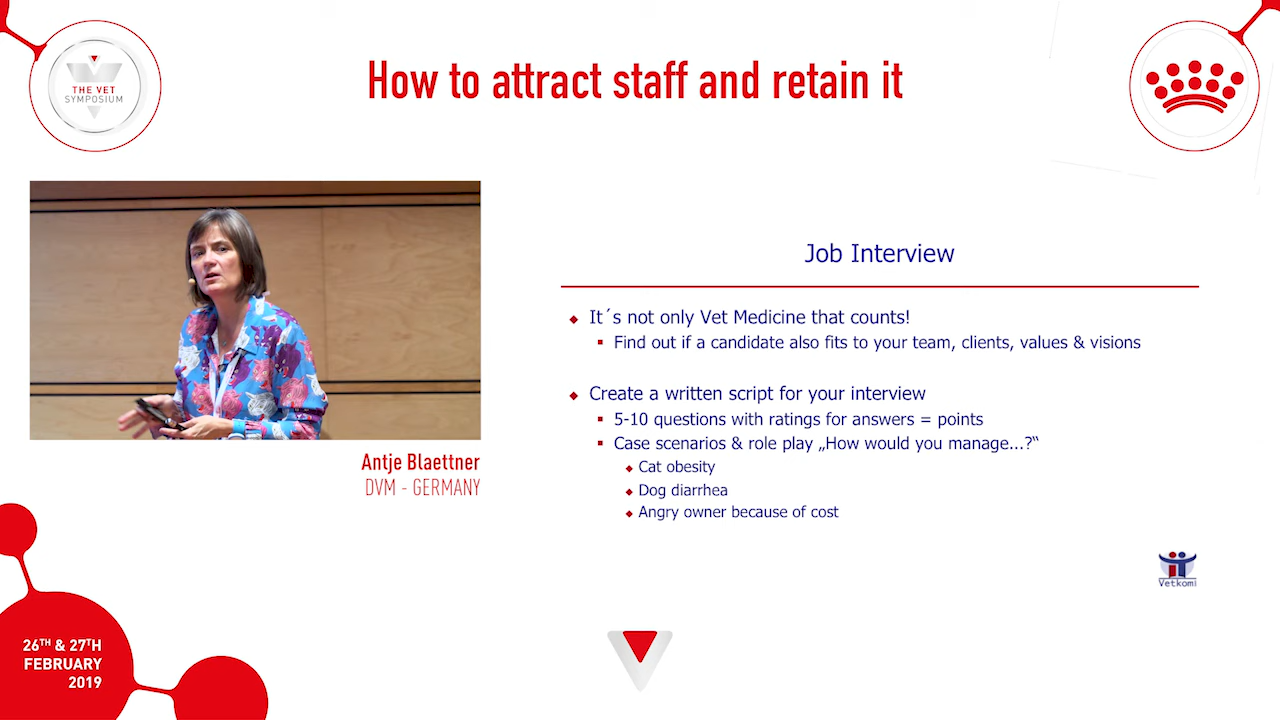 THE VET
SYMPOSIUM
How to attract staff and retain it
Antje Blaettner
DVM - GERMANY
Job Interview
It´s not only Vet Medicine that counts!
Find out if a candidate also fits to your team, clients, values & visions
Create a written script for your interview
5-10 questions with ratings for answers = points
Case scenarios & role play „How would you manage...?“
Cat obesity
Dog diarrhea
Angry owner because of cost
Vetkomi
26TH & 27TH
FEBRUARY
2019